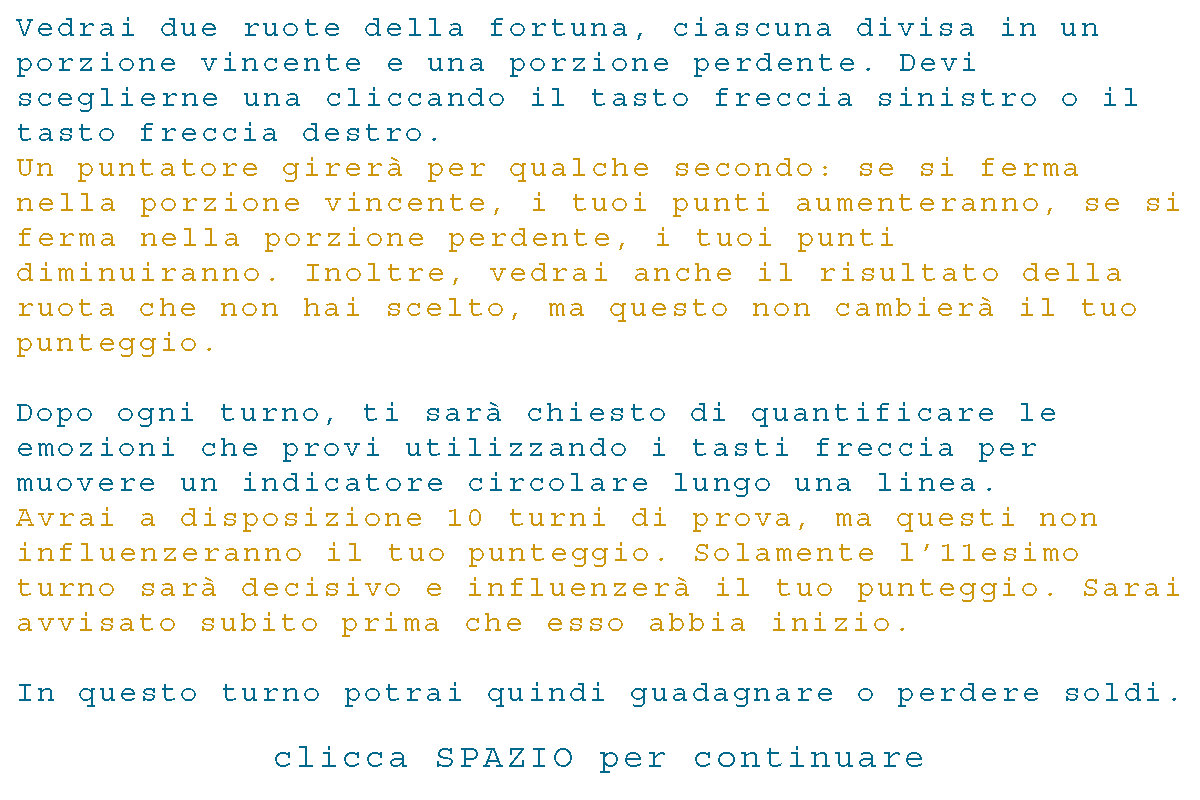 Vedrai due ruote della fortuna, ciascuna divisa in un
porzione vincente e una porzione perdente. Devi
sceglierne una cliccando il tasto freccia sinistro o il
tasto freccia destro.
Un puntatore girerà per qualche secondo: se si ferma
nella porzione vincente, i tuoi punti aumenteranno, se si
ferma nella porzione perdente, i tuoi punti
diminuiranno. Inoltre, vedrai anche il risultato della
ruota che non hai scelto, ma questo non cambierà il tuo
punteggio.
Dopo ogni turno, ti sarà chiesto di quantificare le
emozioni che provi utilizzando i tasti freccia per
muovere un indicatore circolare lungo una linea.
Avrai a disposizione 10 turni di prova, ma questi non
influenzeranno il tuo punteggio. Solamente l’11esimo
turno sarà decisivo e influenzerà il tuo punteggio. Sarai
avvisato subito prima che esso abbia inizio.
In questo turno potrai quindi guadagnare o perdere soldi.
clicca SPAZIO per continuare